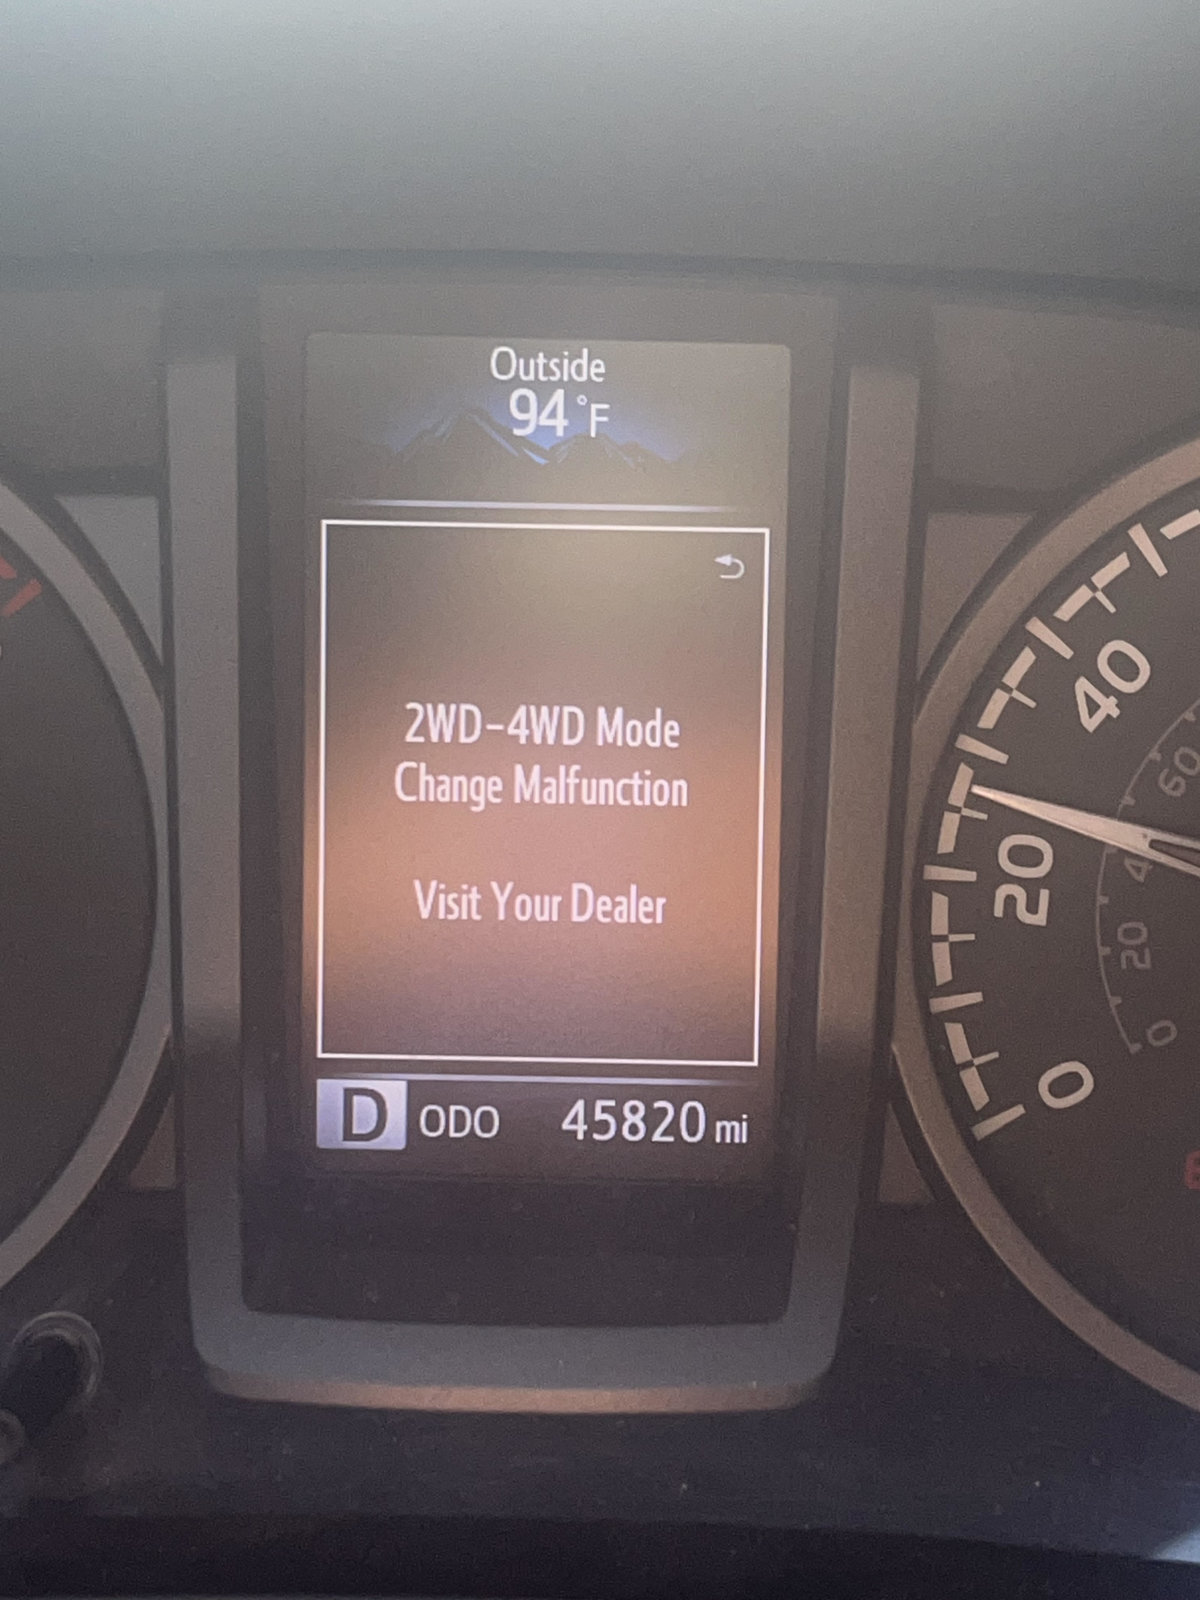 Outside
94°F
2WD-4WD Mode
Change Malfunction
Visit Your Dealer
D ODO 45820 mi
40
20
0
60
40
20
0